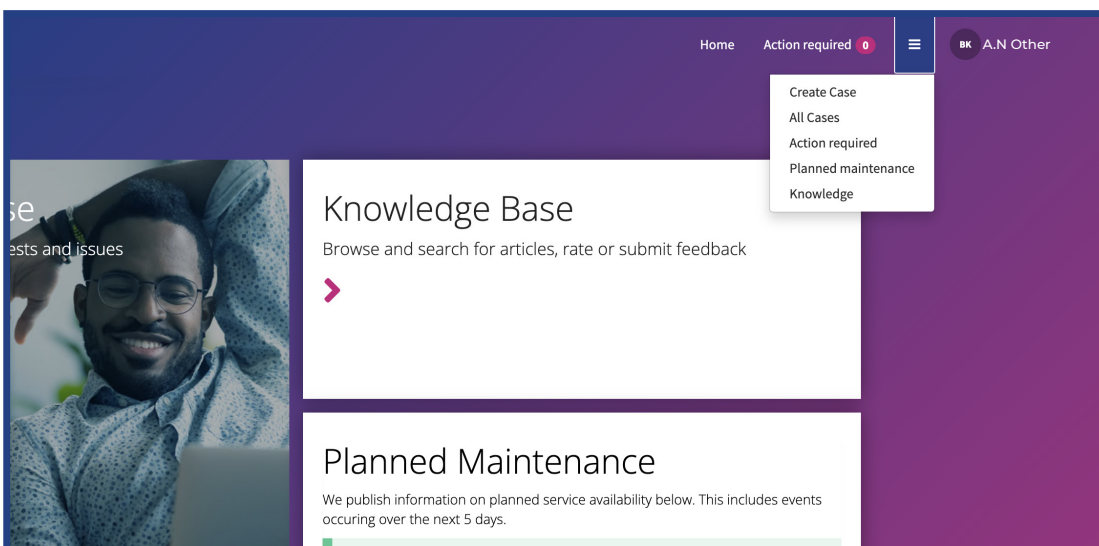 Home Action required 0 BK A.N Other
Create Case
All Cases
Action required
Planned maintenance
Knowledge
se
ests and issues
Knowledge Base
Browse and search for articles, rate or submit feedback
Planned Maintenance
We publish information on planned service availability below. This includes events
occuring over the next 5 days.